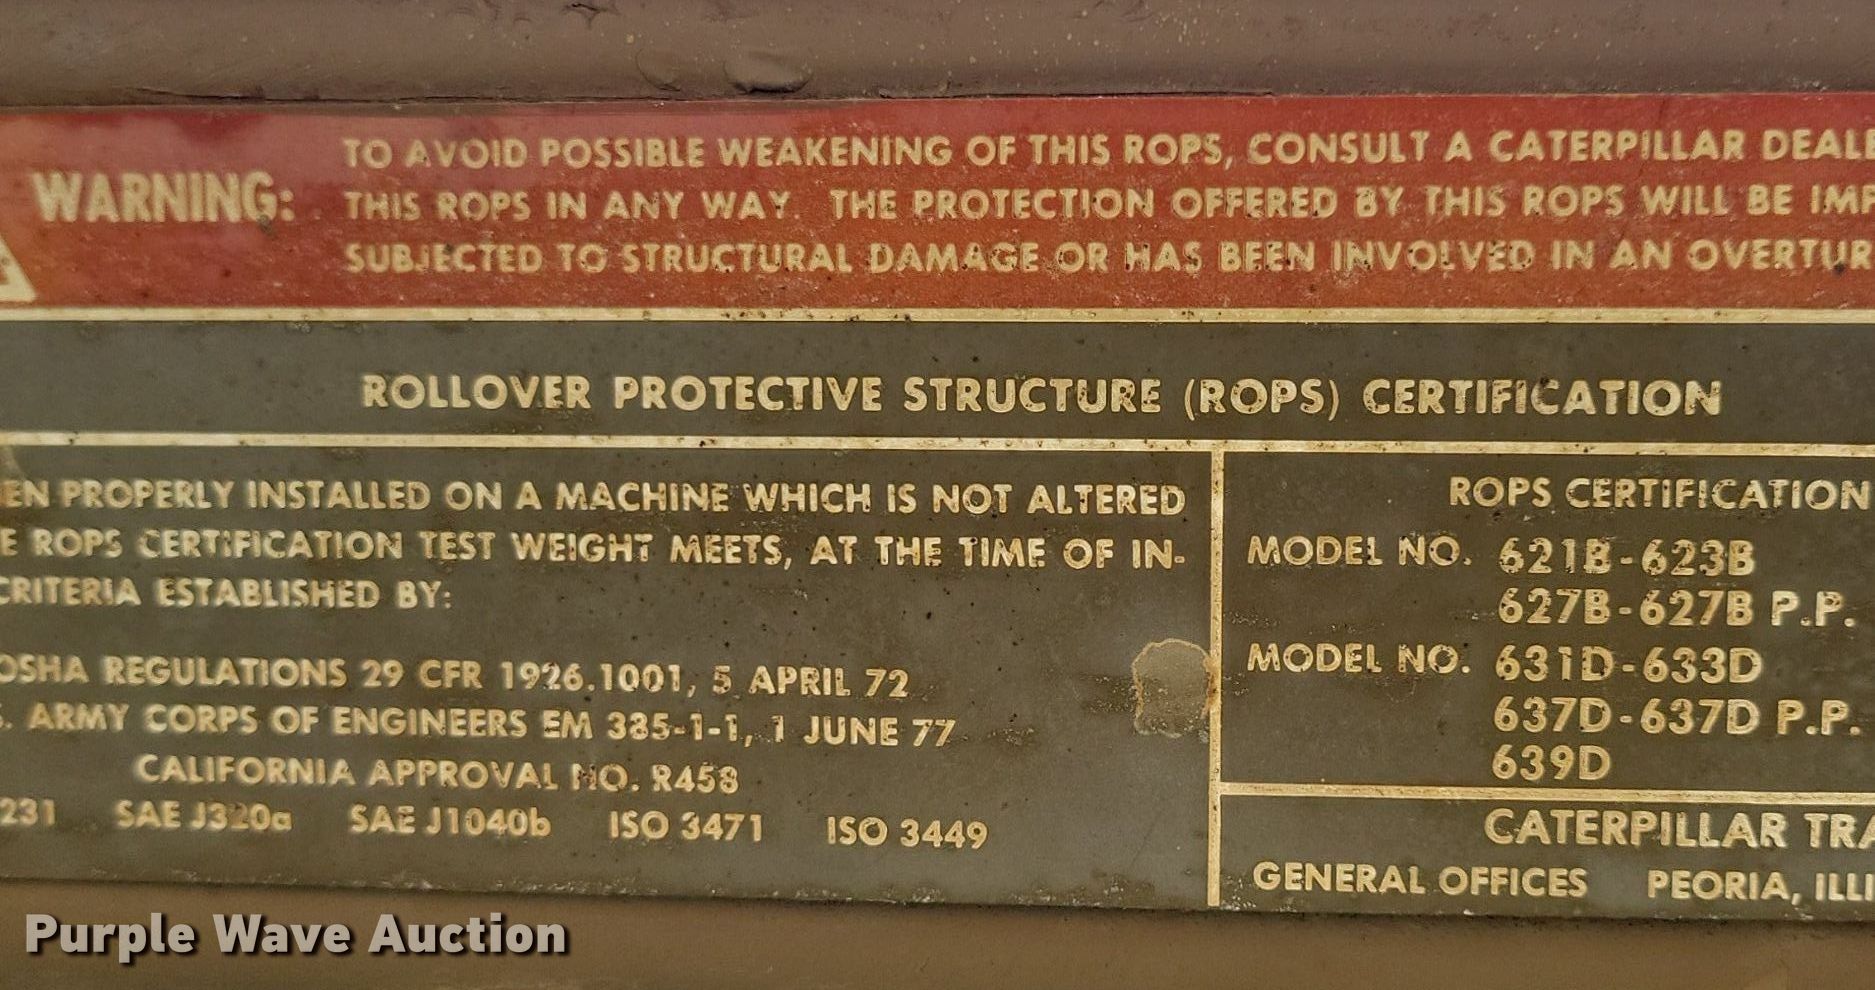 WARNING:
TO AVOID POSSIBLE WEAKENING OF THIS ROPS, CONSULT A CATERPILLAR DEALE
THIS ROPS IN ANY WAY. THE PROTECTION OFFERED BY THIS ROPS WILL BE IMP
SUBJECTED TO STRUCTURAL DAMAGE OR HAS BEEN INVOLVED IN AN OVERTUR
ROLLOVER PROTECTIVE STRUCTURE (ROPS) CERTIFICATION
EN PROPERLY INSTALLED ON A MACHINE WHICH IS NOT ALTERED
E ROPS CERTIFICATION TEST WEIGHT MEETS, AT THE TIME OF IN-
CRITERIA ESTABLISHED BY:
OSHA REGULATIONS 29 CFR 1926.1001, 5 APRIL 72
. ARMY CORPS OF ENGINEERS EM 385-1-1, 1 JUNE 77
CALIFORNIA APPROVAL NO. R458
231 SAE J320a SAE J1040b ISO 3471 ISO 3449
ROPS CERTIFICATION
MODEL NO. 621B-623B
627B-627B P.P.
MODEL NO. 631D-633D
637D-637D P.P.
639D
CATERPILLAR TRA
GENERAL OFFICES PEORIA, ILLI
Purple Wave Auction